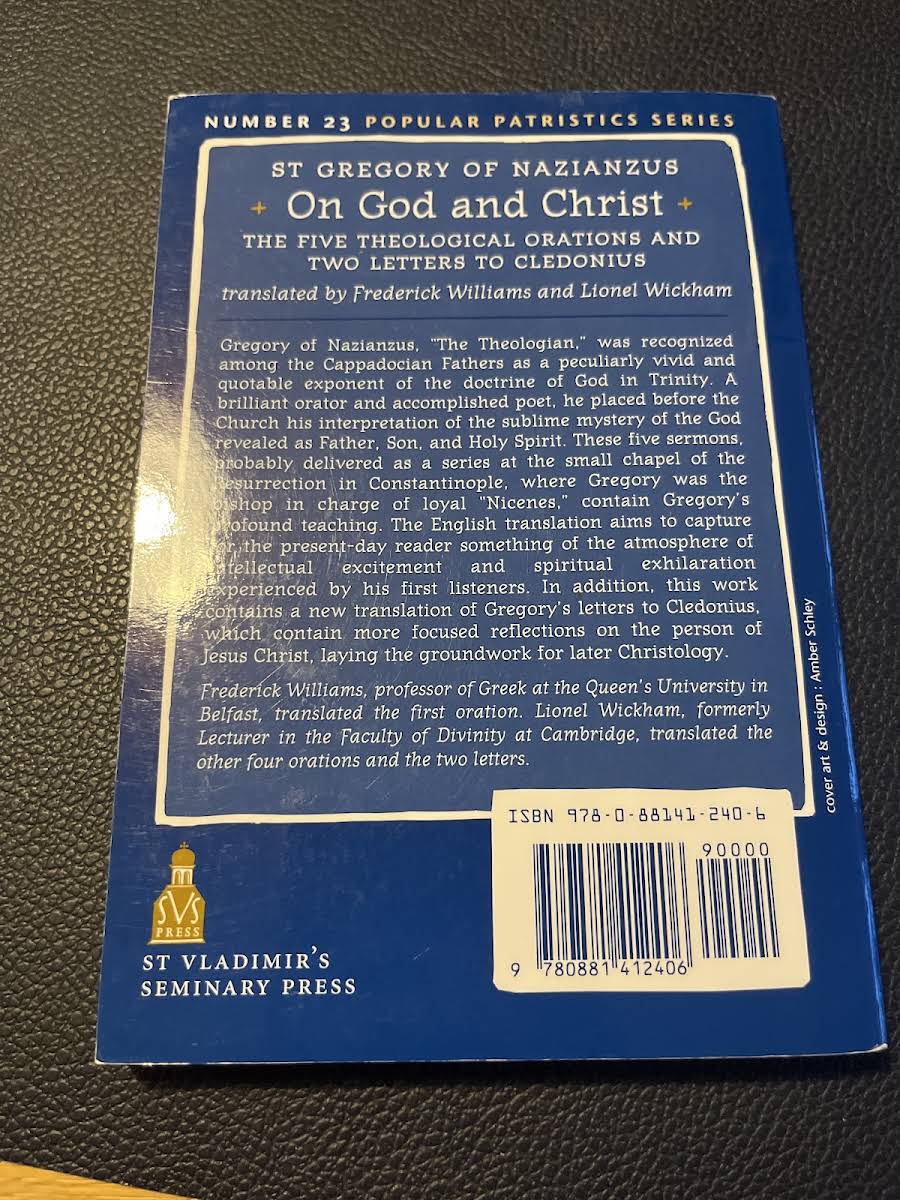 NUMBER 23 POPULAR PATRISTICS SERIES
ST GREGORY OF NAZIANZUS
+ On God and Christ +
THE FIVE THEOLOGICAL ORATIONS AND
TWO LETTERS TO CLEDONIUS
translated by Frederick Williams and Lionel Wickham
Gregory of Nazianzus, "The Theologian," was recognized
among the Cappadocian Fathers as a peculiarly vivid and
quotable exponent of the doctrine of God in Trinity. A
brilliant orator and accomplished poet, he placed before the
Church his interpretation of the sublime mystery of the God
revealed as Father, Son, and Holy Spirit. These five sermons,
probably delivered as a series at the small chapel of the
Resurrection in Constantinople, where Gregory was the
bishop in charge of loyal "Nicenes," contain Gregory's
profound teaching. The English translation aims to capture
for the present-day reader something of the atmosphere of
intellectual excitement and spiritual exhilaration
experienced by his first listeners. In addition, this work
contains a new translation of Gregory's letters to Cledonius,
which contain more focused reflections on the person of
Jesus Christ, laying the groundwork for later Christology.
Frederick Williams, professor of Greek at the Queen's University in
Belfast, translated the first oration. Lionel Wickham, formerly
Lecturer in the Faculty of Divinity at Cambridge, translated the
other four orations and the two letters.
cover art & design : Amber Schley
ISBN 978-0-88141-240-6
90000
9 780881 412406
SVS
PRESS
ST VLADIMIR'S
SEMINARY PRESS